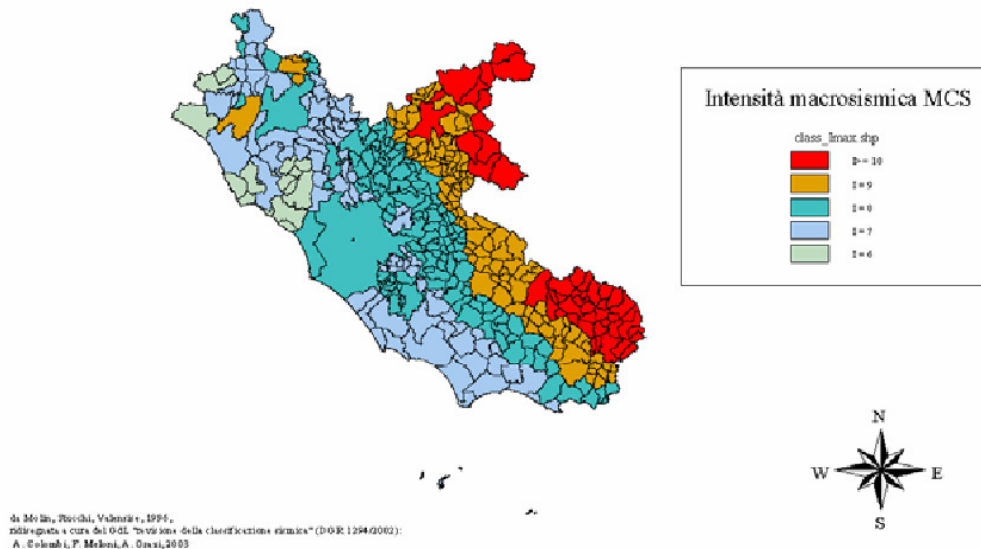 Intensità macrosismica MCS
class_Imax.shp
I>= 10
I = 9
I = 8
I = 7
I = 6
N
W E
S
da Molin, Stucchi, Valensise, 1996,
ridisegnata a cura del GdL "revisione della classificazione sismica" (DGR 1294/2002):
A. Colombi, F. Meloni, A. Orazi, 2003